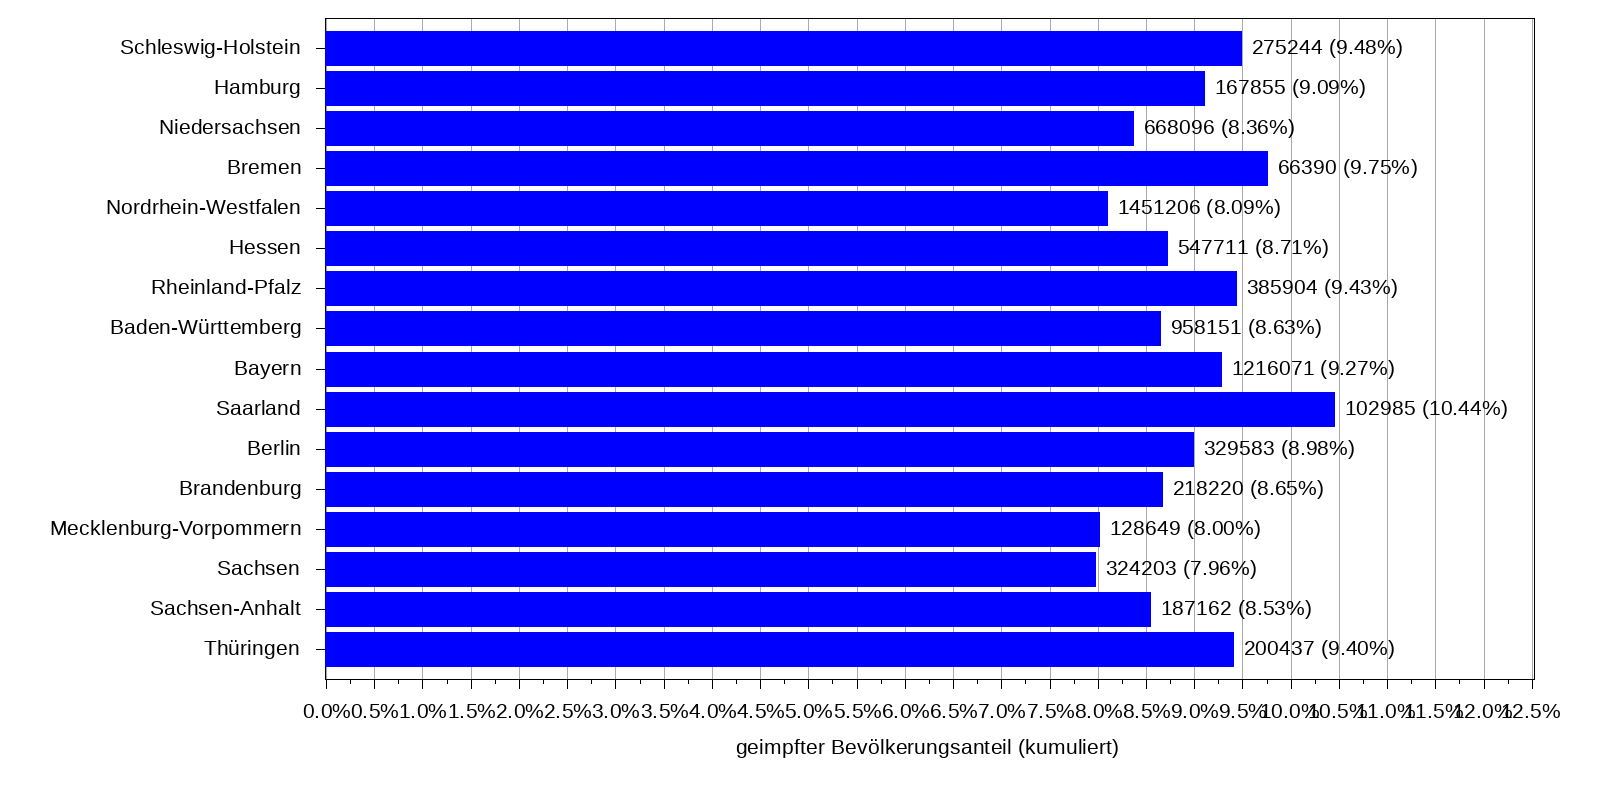 Schleswig-Holstein 275244 (9.48%)
Hamburg 167855 (9.09%)
Niedersachsen 668096 (8.36%)
Bremen 66390 (9.75%)
Nordrhein-Westfalen 1451206 (8.09%)
Hessen 547711 (8.71%)
Rheinland-Pfalz 385904 (9.43%)
Baden-Württemberg 958151 (8.63%)
Bayern 1216071 (9.27%)
Saarland 102985 (10.44%)
Berlin 329583 (8.98%)
Brandenburg 218220 (8.65%)
Mecklenburg-Vorpommern 128649 (8.00%)
Sachsen 324203 (7.96%)
Sachsen-Anhalt 187162 (8.53%)
Thüringen 200437 (9.40%)
0.0% 0.5% 1.0% 1.5% 2.0% 2.5% 3.0% 3.5% 4.0% 4.5% 5.0% 5.5% 6.0% 6.5% 7.0% 7.5% 8.0% 8.5% 9.0% 9.5% 10.0% 10.5% 11.0% 11.5% 12.0% 12.5%
geimpfter Bevölkerungsanteil (kumuliert)